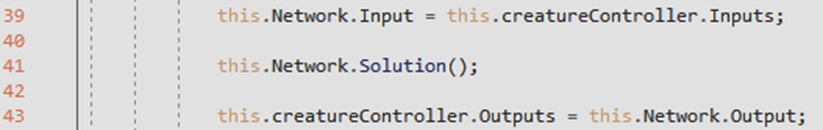 39 this.Network.Input = this.creatureController.Inputs;
40
41 this.Network.Solution();
42
43 this.creatureController.Outputs = this.Network.Output;